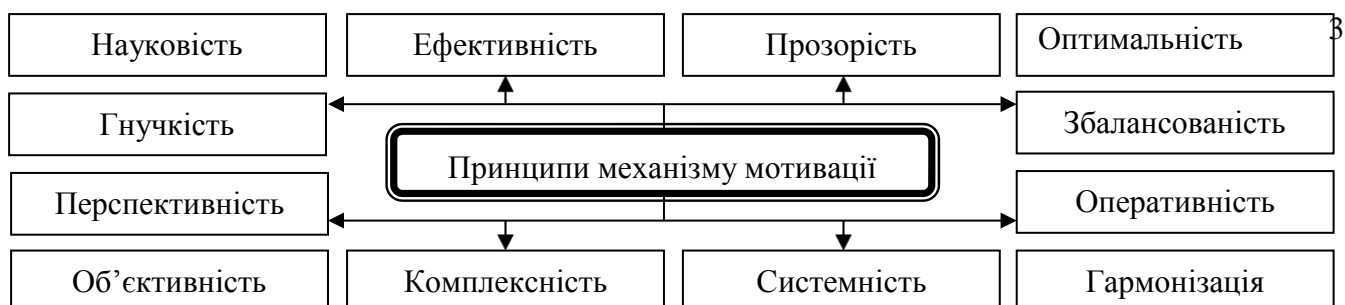 Науковість
Ефективність
Прозорість
Оптимальність
3
Гнучкість
Збалансованість
Принципи механізму мотивації
Перспективність
Оперативність
Об’єктивність
Комплексність
Системність
Гармонізація